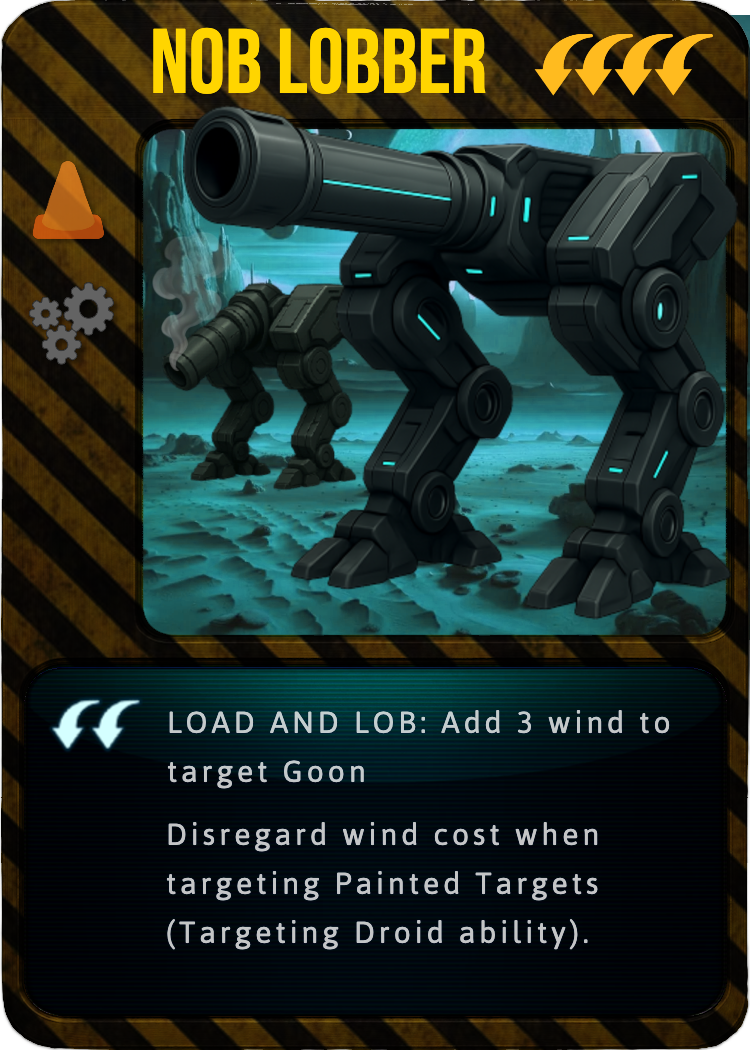 NOB LOBBER
LOAD AND LOB: Add 3 wind to
target Goon
Disregard wind cost when
targeting Painted Targets
(Targeting Droid ability).